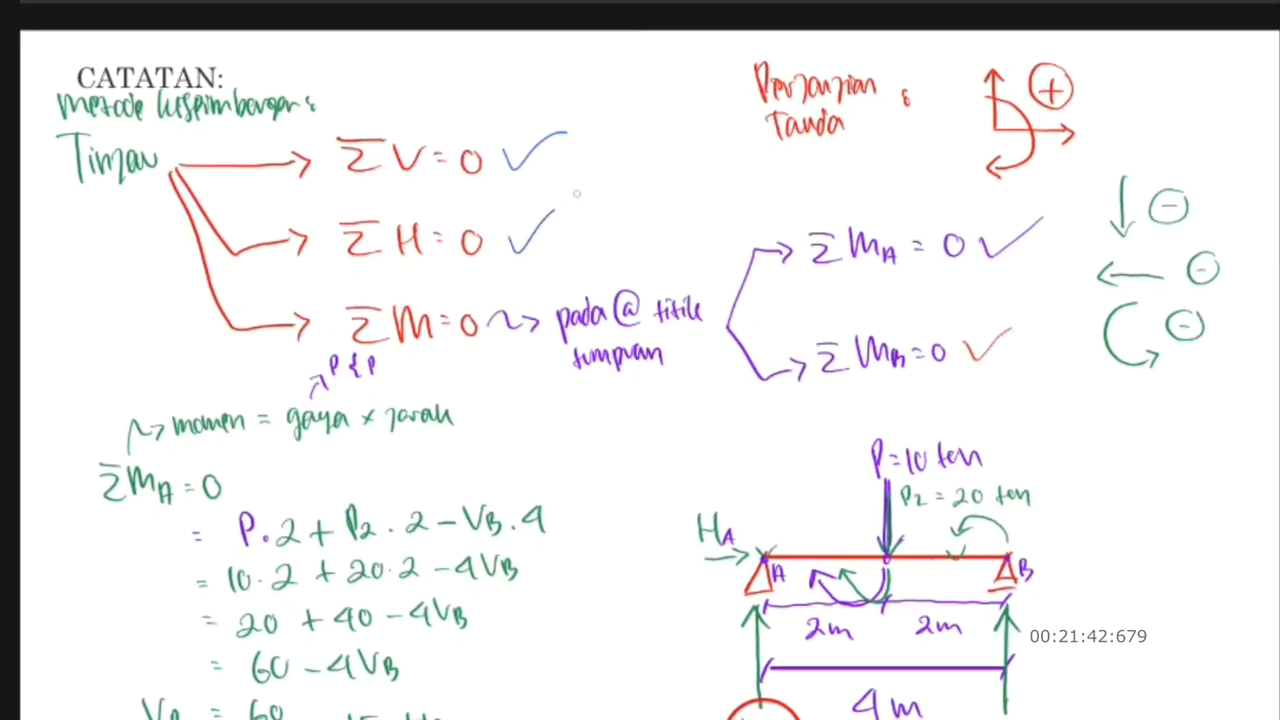 CATATAN:
Metode Keseimbangan :
Tinjau
ΣV = 0 ✓
ΣH = 0 ✓
ΣM = 0 ~> pada @ titik
tumpuan
ΣMA = 0 ✓
ΣMB = 0 ✓
Perjanjian :
Tanda
+
-
-
-
~> momen = gaya × jarak
ΣMA = 0
= P.2 + P2.2 - VB.4
= 10.2 + 20.2 - 4VB
= 20 + 40 - 4VB
= 60 - 4VB
= 60
P = 10 ton
P2 = 20 ton
HA
A
B
2m
2m
4m
00:21:42:679